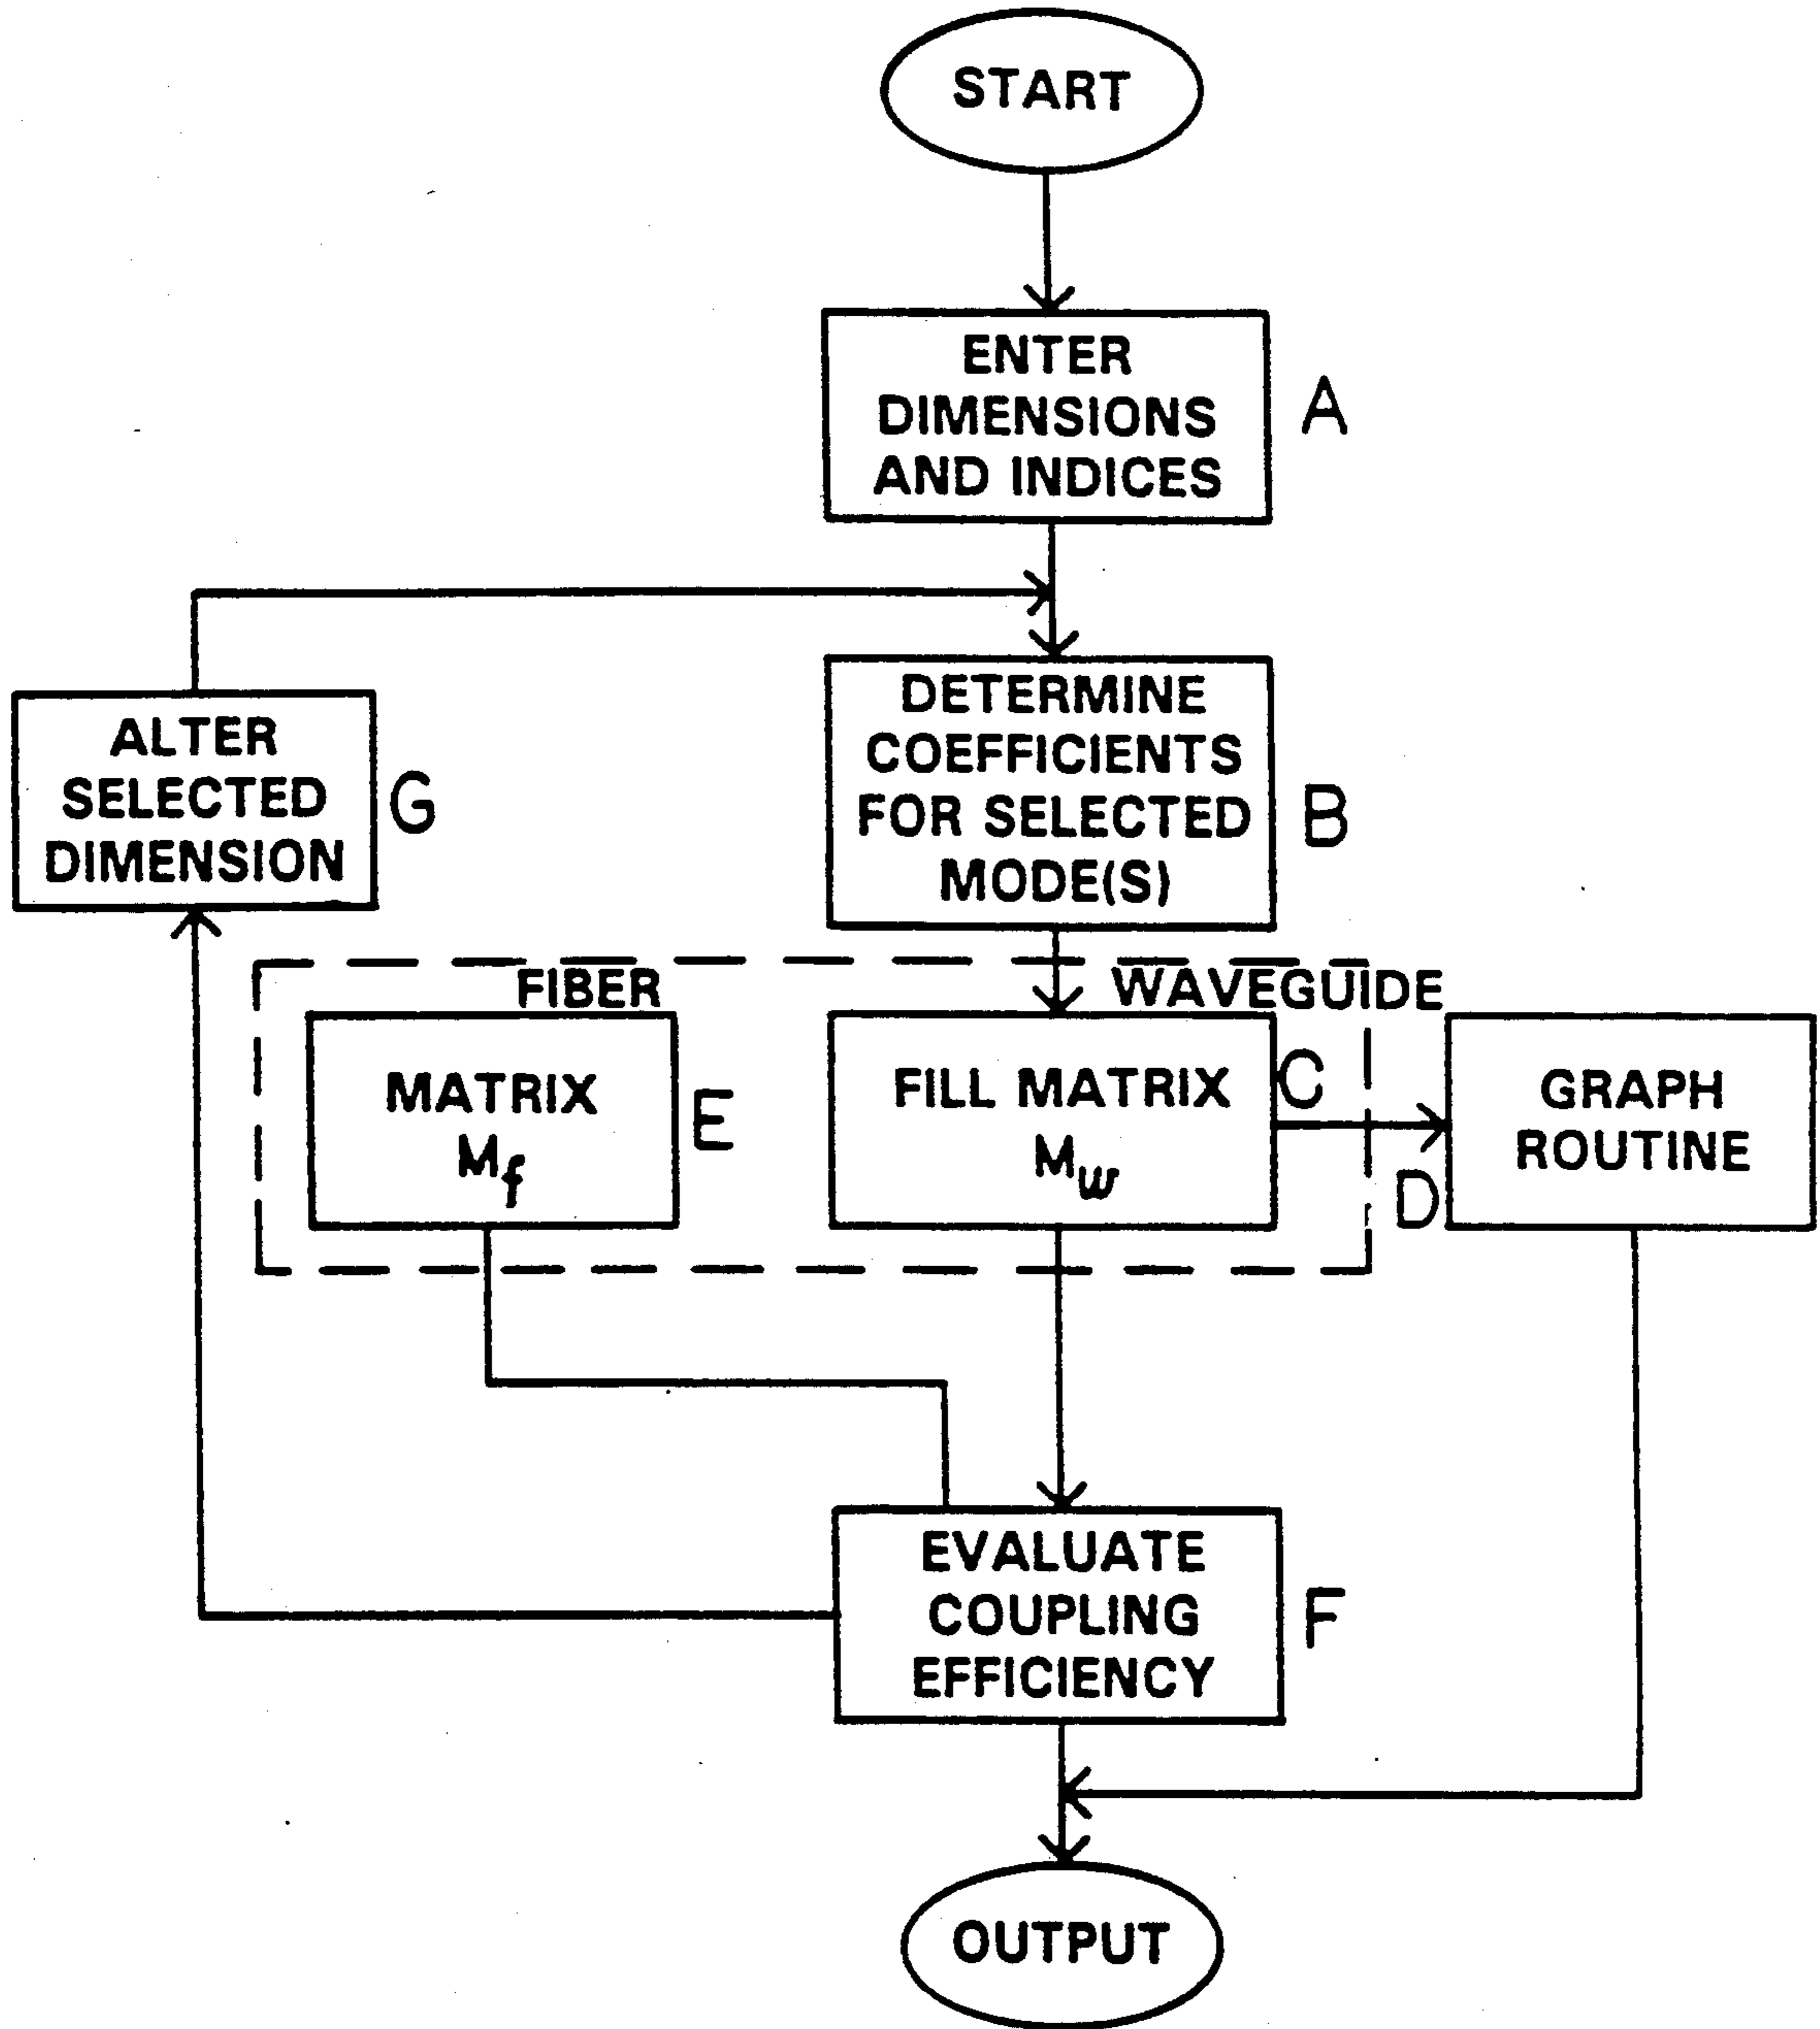 START
ENTER
DIMENSIONS
AND INDICES
A
ALTER
SELECTED
DIMENSION
G
DETERMINE
COEFFICIENTS
FOR SELECTED
MODE(S)
B
FIBER
WAVEGUIDE
MATRIX
Mf
E
FILL MATRIX
Mw
C
D
GRAPH
ROUTINE
EVALUATE
COUPLING
EFFICIENCY
F
OUTPUT